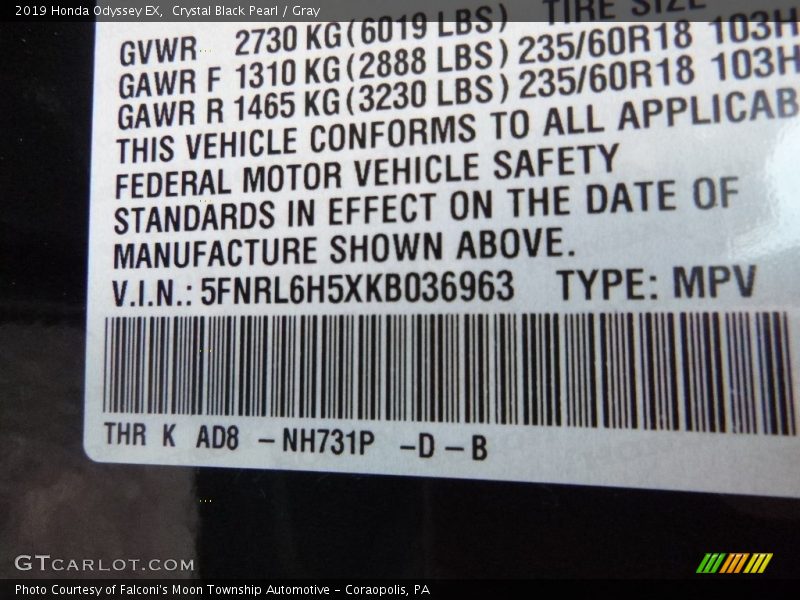 2019 Honda Odyssey EX,  Crystal Black Pearl / Gray
TIRE SIZE
GVWR 2730 KG (6019 LBS)
GAWR F 1310 KG (2888 LBS) 235/60R18 103H
GAWR R 1465 KG (3230 LBS) 235/60R18 103H
THIS VEHICLE CONFORMS TO ALL APPLICAB
FEDERAL MOTOR VEHICLE SAFETY
STANDARDS IN EFFECT ON THE DATE OF
MANUFACTURE SHOWN ABOVE.
V.I.N.: 5FNRL6H5XKB036963 TYPE: MPV
THR K AD8 – NH731P –D – B
GTCARLOT.COM
Photo Courtesy of Falconi's Moon Township Automotive – Coraopolis, PA